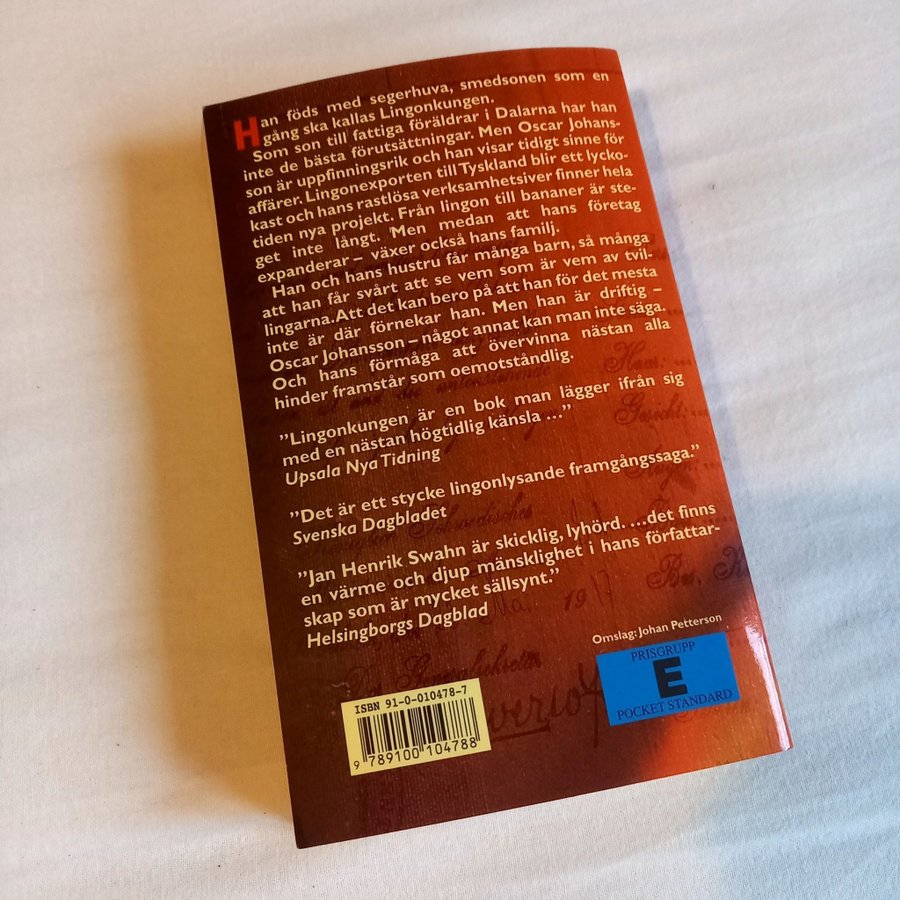 Han föds med segerhuva, smedsonen som en
gång ska kallas Lingonkungen.
Som son till fattiga föräldrar i Dalarna har han
inte de bästa förutsättningar. Men Oscar Johans-
son är uppfinningsrik och han visar tidigt sinne för
affärer. Lingonexporten till Tyskland blir ett lycko-
kast och hans rastlösa verksamhetsiver finner hela
tiden nya projekt. Från lingon till bananer är ste-
get inte långt. Men medan att hans företag
expanderar – växer också hans familj.
Han och hans hustru får många barn, så många
att han får svårt att se vem som är vem av tvil-
lingarna. Att det kan bero på att han för det mesta
inte är där förnekar han. Men han är driftig –
Oscar Johansson – något annat kan man inte säga.
Och hans förmåga att övervinna nästan alla
hinder framstår som oemotståndlig.
"Lingonkungen är en bok man lägger ifrån sig
med en nästan högtidlig känsla ..."
Upsala Nya Tidning
"Det är ett stycke lingonlysande framgångssaga."
Svenska Dagbladet
"Jan Henrik Swahn är skicklig, lyhörd. ...det finns
en värme och djup mänsklighet i hans författar-
skap som är mycket sällsynt."
Helsingborgs Dagblad
Omslag: Johan Petterson
PRISGRUPP
E
POCKET STANDARD
ISBN 91-0-010478-7
9 789100 104788